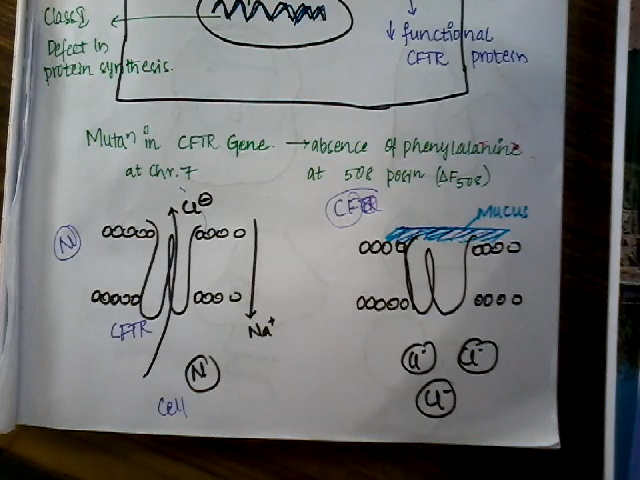 Class I
Defect in
protein synthesis.
↓ functional
CFTR protein
Mutaⁿ in CFTR Gene → absence of phenylalanine
at Chr.7 at 508 posiⁿ (ΔF508)
Cl⊖
N
CF
Mucus
CFTR
Na⁺
N
Cell
Cl⁻
Cl⁻
Cl⁻